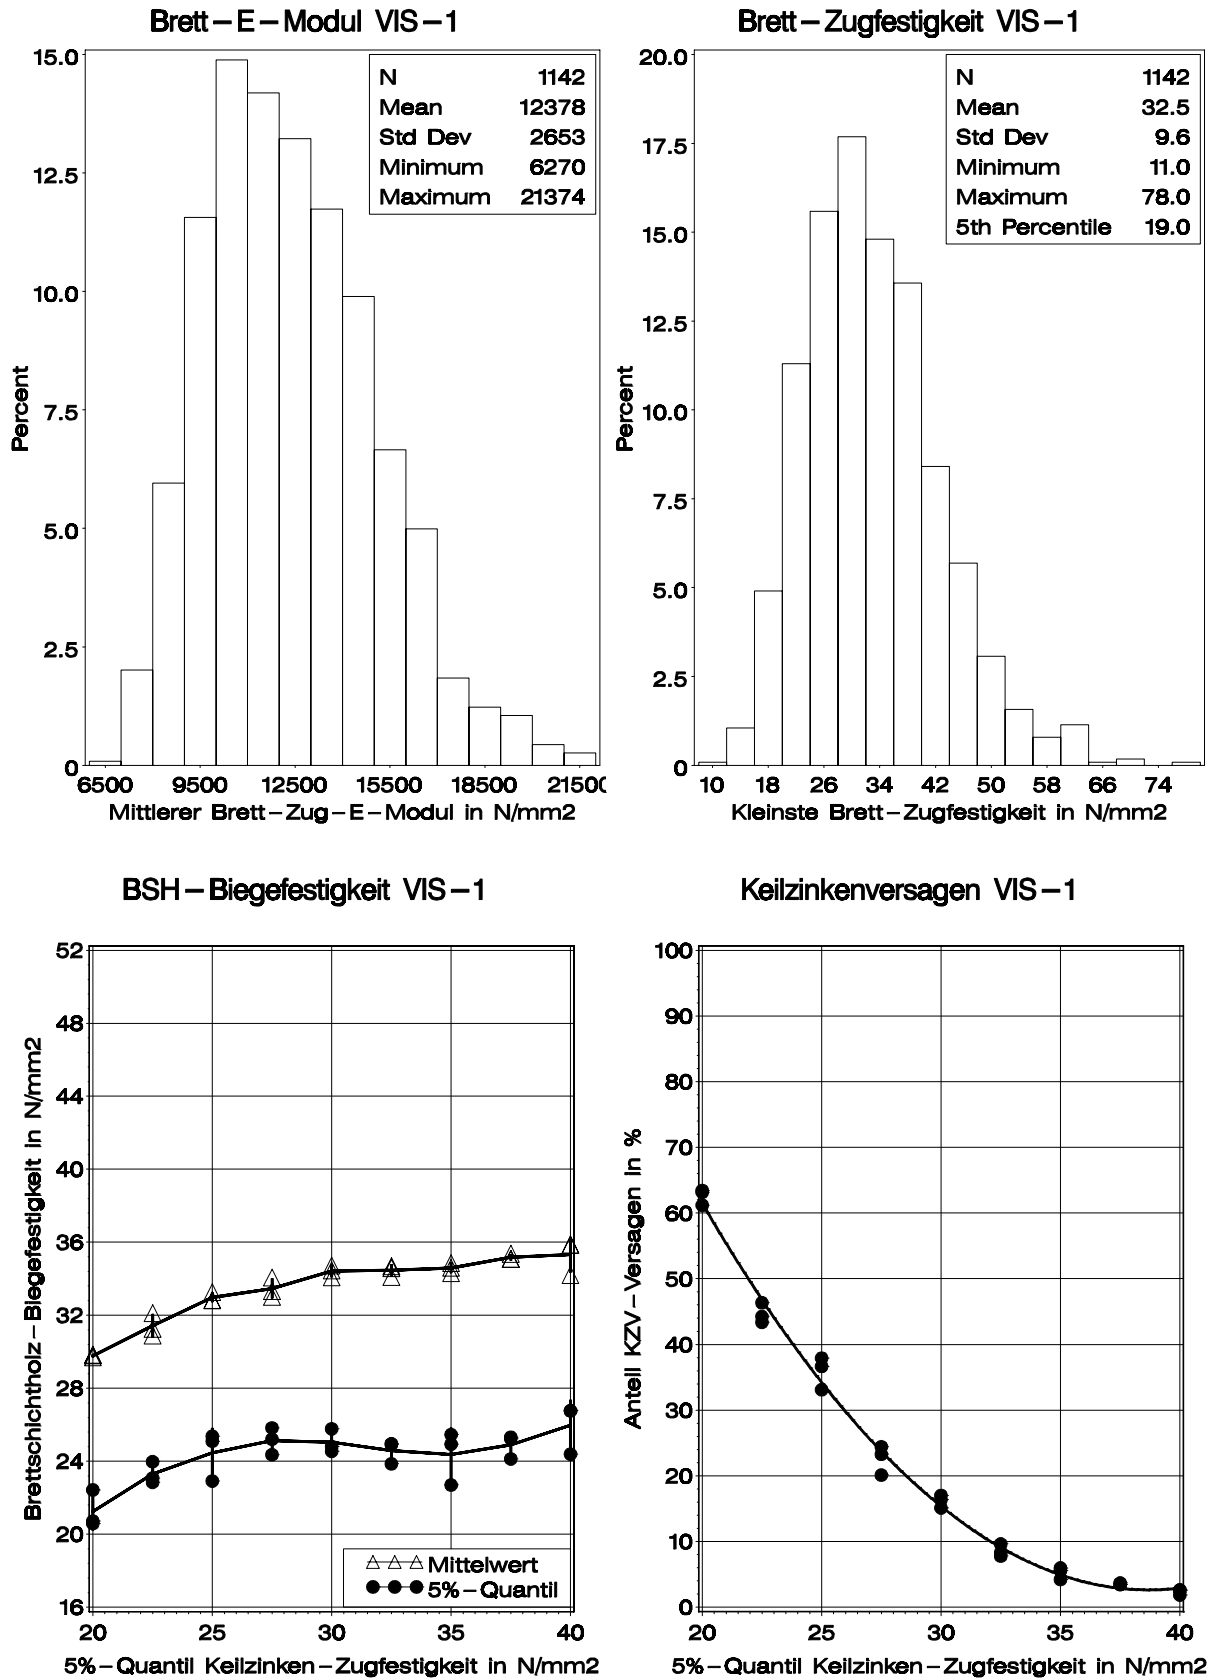 Brett–E–Modul VIS–1
15.0
12.5
10.0
7.5
5.0
2.5
0
Percent
N 1142
Mean 12378
Std Dev 2653
Minimum 6270
Maximum 21374
6500 9500 12500 15500 18500 2150
Mittlerer Brett–Zug–E–Modul in N/mm2
Brett–Zugfestigkeit VIS–1
20.0
17.5
15.0
12.5
10.0
7.5
5.0
2.5
0
Percent
N 1142
Mean 32.5
Std Dev 9.6
Minimum 11.0
Maximum 78.0
5th Percentile 19.0
10 18 26 34 42 50 58 66 74
Kleinste Brett–Zugfestigkeit in N/mm2
BSH–Biegefestigkeit VIS–1
52
48
44
40
36
32
28
24
20
16
Brettschichtholz–Biegefestigkeit in N/mm2
Mittelwert
5%–Quantil
20 25 30 35 40
5%–Quantil Keilzinken–Zugfestigkeit in N/mm2
Keilzinkenversagen VIS–1
100
90
80
70
60
50
40
30
20
10
0
Anteil KZV–Versagen in %
20 25 30 35 40
5%–Quantil Keilzinken–Zugfestigkeit in N/mm2